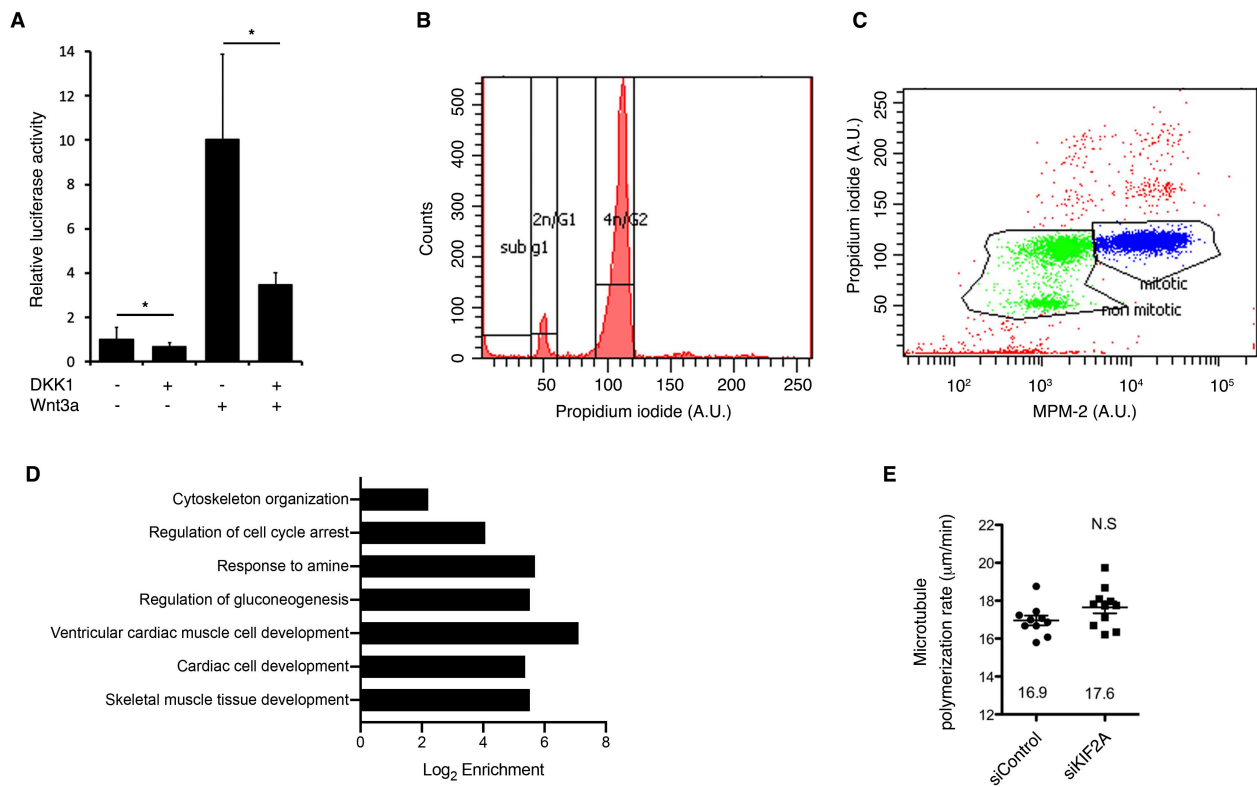 A
*
*
14
12
10
8
6
4
2
0
Relative luciferase activity
DKK1 - + - +
Wnt3a - - + +
B
500
400
300
200
100
0
Counts
2n/G1
4n/G2
sub g1
50 100 150 200 250
Propidium iodide (A.U.)
C
250
200
150
100
50
Propidium iodide (A.U.)
mitotic
non mitotic
10² 10³ 10⁴ 10⁵
MPM-2 (A.U.)
D
Cytoskeleton organization
Regulation of cell cycle arrest
Response to amine
Regulation of gluconeogenesis
Ventricular cardiac muscle cell development
Cardiac cell development
Skeletal muscle tissue development
0 2 4 6 8
Log₂ Enrichment
E
22
20
18
16
14
12
Microtubule
polymerization rate (μm/min)
N.S
16.9 17.6
siControl
siKIF2A